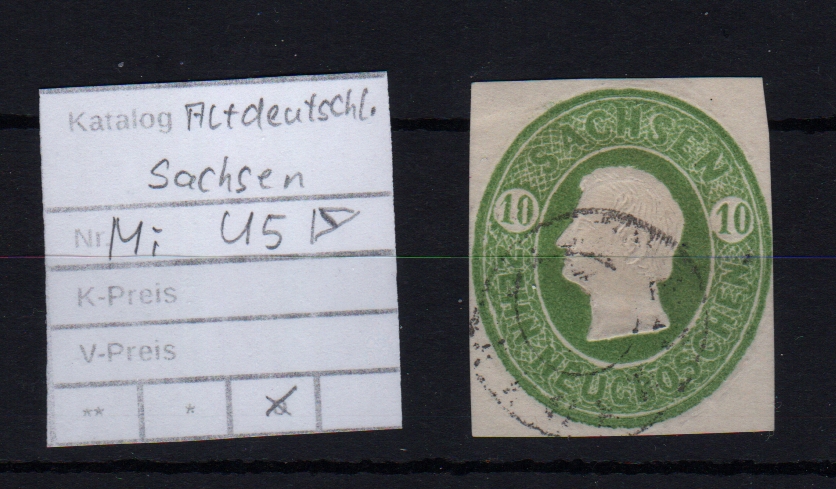 Katalog Altdeutschl.
Sachsen
Nr. Mi U5
K-Preis
V-Preis
** *
SACHSEN
10 10
ZEHN NEUGROSCHEN